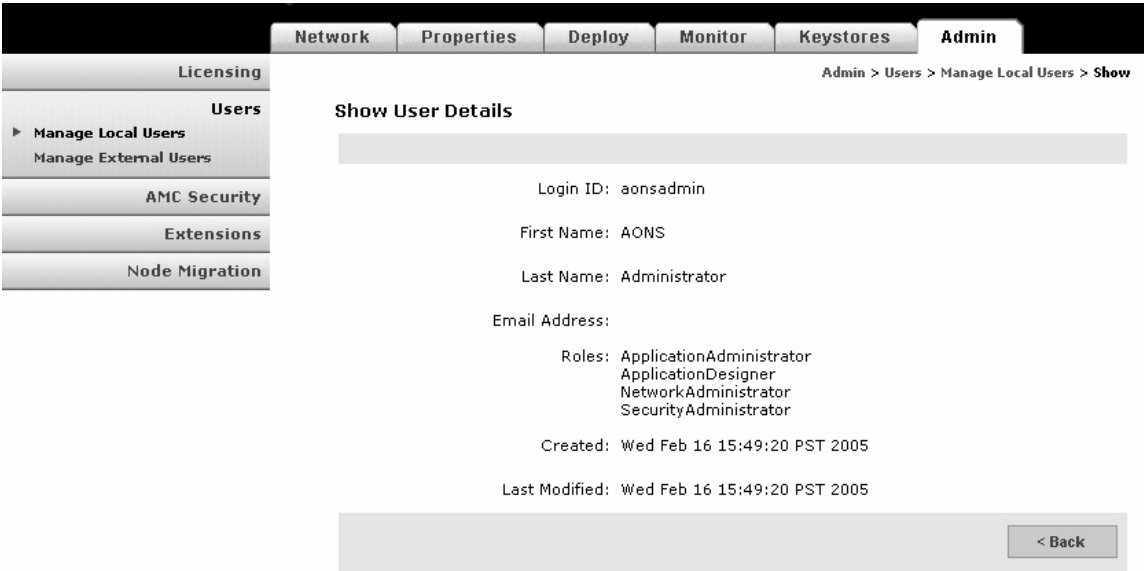 Network Properties Deploy Monitor Keystores Admin
Admin > Users > Manage Local Users > Show
Licensing
Users
Manage Local Users
Manage External Users
AMC Security
Extensions
Node Migration
Show User Details
Login ID: aonsadmin
First Name: AONS
Last Name: Administrator
Email Address:
Roles: ApplicationAdministrator
ApplicationDesigner
NetworkAdministrator
SecurityAdministrator
Created: Wed Feb 16 15:49:20 PST 2005
Last Modified: Wed Feb 16 15:49:20 PST 2005
< Back